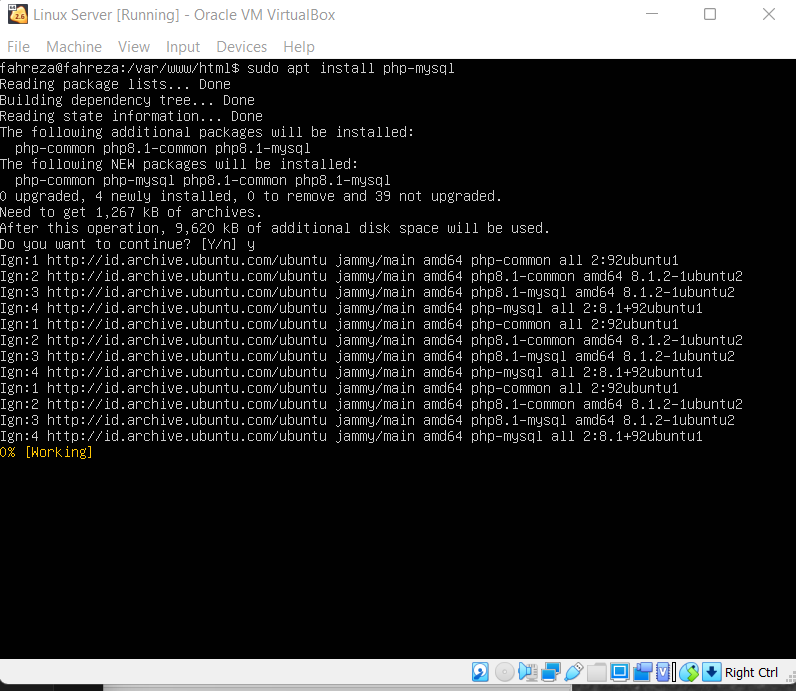 Linux Server [Running] - Oracle VM VirtualBox
File Machine View Input Devices Help
fahreza@fahreza:/var/www/html$ sudo apt install php-mysql
Reading package lists... Done
Building dependency tree... Done
Reading state information... Done
The following additional packages will be installed:
  php-common php8.1-common php8.1-mysql
The following NEW packages will be installed:
  php-common php-mysql php8.1-common php8.1-mysql
0 upgraded, 4 newly installed, 0 to remove and 39 not upgraded.
Need to get 1,267 kB of archives.
After this operation, 9,620 kB of additional disk space will be used.
Do you want to continue? [Y/n] y
Ign:1 http://id.archive.ubuntu.com/ubuntu jammy/main amd64 php-common all 2:92ubuntu1
Ign:2 http://id.archive.ubuntu.com/ubuntu jammy/main amd64 php8.1-common amd64 8.1.2-1ubuntu2
Ign:3 http://id.archive.ubuntu.com/ubuntu jammy/main amd64 php8.1-mysql amd64 8.1.2-1ubuntu2
Ign:4 http://id.archive.ubuntu.com/ubuntu jammy/main amd64 php-mysql all 2:8.1+92ubuntu1
Ign:1 http://id.archive.ubuntu.com/ubuntu jammy/main amd64 php-common all 2:92ubuntu1
Ign:2 http://id.archive.ubuntu.com/ubuntu jammy/main amd64 php8.1-common amd64 8.1.2-1ubuntu2
Ign:3 http://id.archive.ubuntu.com/ubuntu jammy/main amd64 php8.1-mysql amd64 8.1.2-1ubuntu2
Ign:4 http://id.archive.ubuntu.com/ubuntu jammy/main amd64 php-mysql all 2:8.1+92ubuntu1
Ign:1 http://id.archive.ubuntu.com/ubuntu jammy/main amd64 php-common all 2:92ubuntu1
Ign:2 http://id.archive.ubuntu.com/ubuntu jammy/main amd64 php8.1-common amd64 8.1.2-1ubuntu2
Ign:3 http://id.archive.ubuntu.com/ubuntu jammy/main amd64 php8.1-mysql amd64 8.1.2-1ubuntu2
Ign:4 http://id.archive.ubuntu.com/ubuntu jammy/main amd64 php-mysql all 2:8.1+92ubuntu1
0% [Working]
Right Ctrl